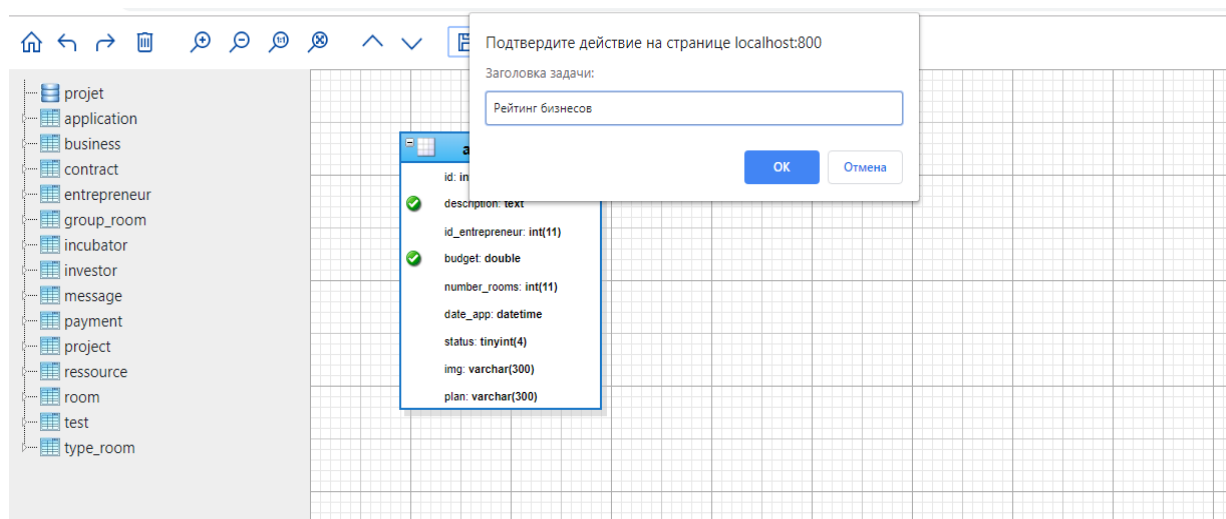 Подтвердите действие на странице localhost:800
Заголовка задачи:
Рейтинг бизнесов
OK
Отмена
projet
application
business
contract
entrepreneur
group_room
incubator
investor
message
payment
project
ressource
room
test
type_room
description: text
id_entrepreneur: int(11)
budget: double
number_rooms: int(11)
date_app: datetime
status: tinyint(4)
img: varchar(300)
plan: varchar(300)